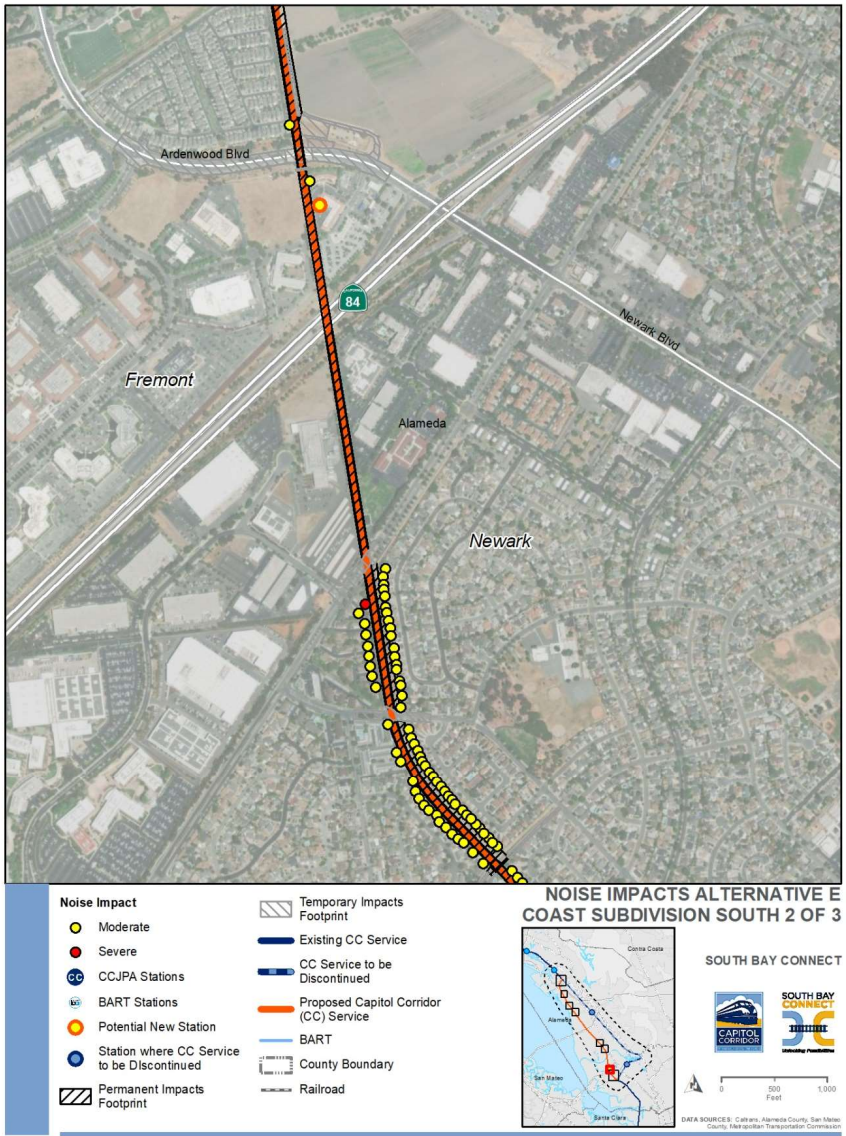 Ardenwood Blvd
CALIFORNIA
84
Newark Blvd
Fremont
Alameda
Newark
Noise Impact
Moderate
Severe
CC
CCJPA Stations
BART Stations
Potential New Station
Station where CC Service
to be DIscontinued
Permanent Impacts
Footprint
Temporary Impacts
Footprint
Existing CC Service
CC Service to be
Discontinued
Proposed Capitol Corridor
(CC) Service
BART
County Boundary
Railroad
NOISE IMPACTS ALTERNATIVE E
COAST SUBDIVISION SOUTH 2 OF 3
Contra Costa
Alameda
San Mateo
Santa Clara
SOUTH BAY CONNECT
CAPITOL
CORRIDOR
SOUTH BAY
CONNECT
Unlocking Possibilities
0 500 1,000
Feet
DATA SOURCES: Caltrans, Alameda County, San Mateo
County, Metropolitan Transportation Commission